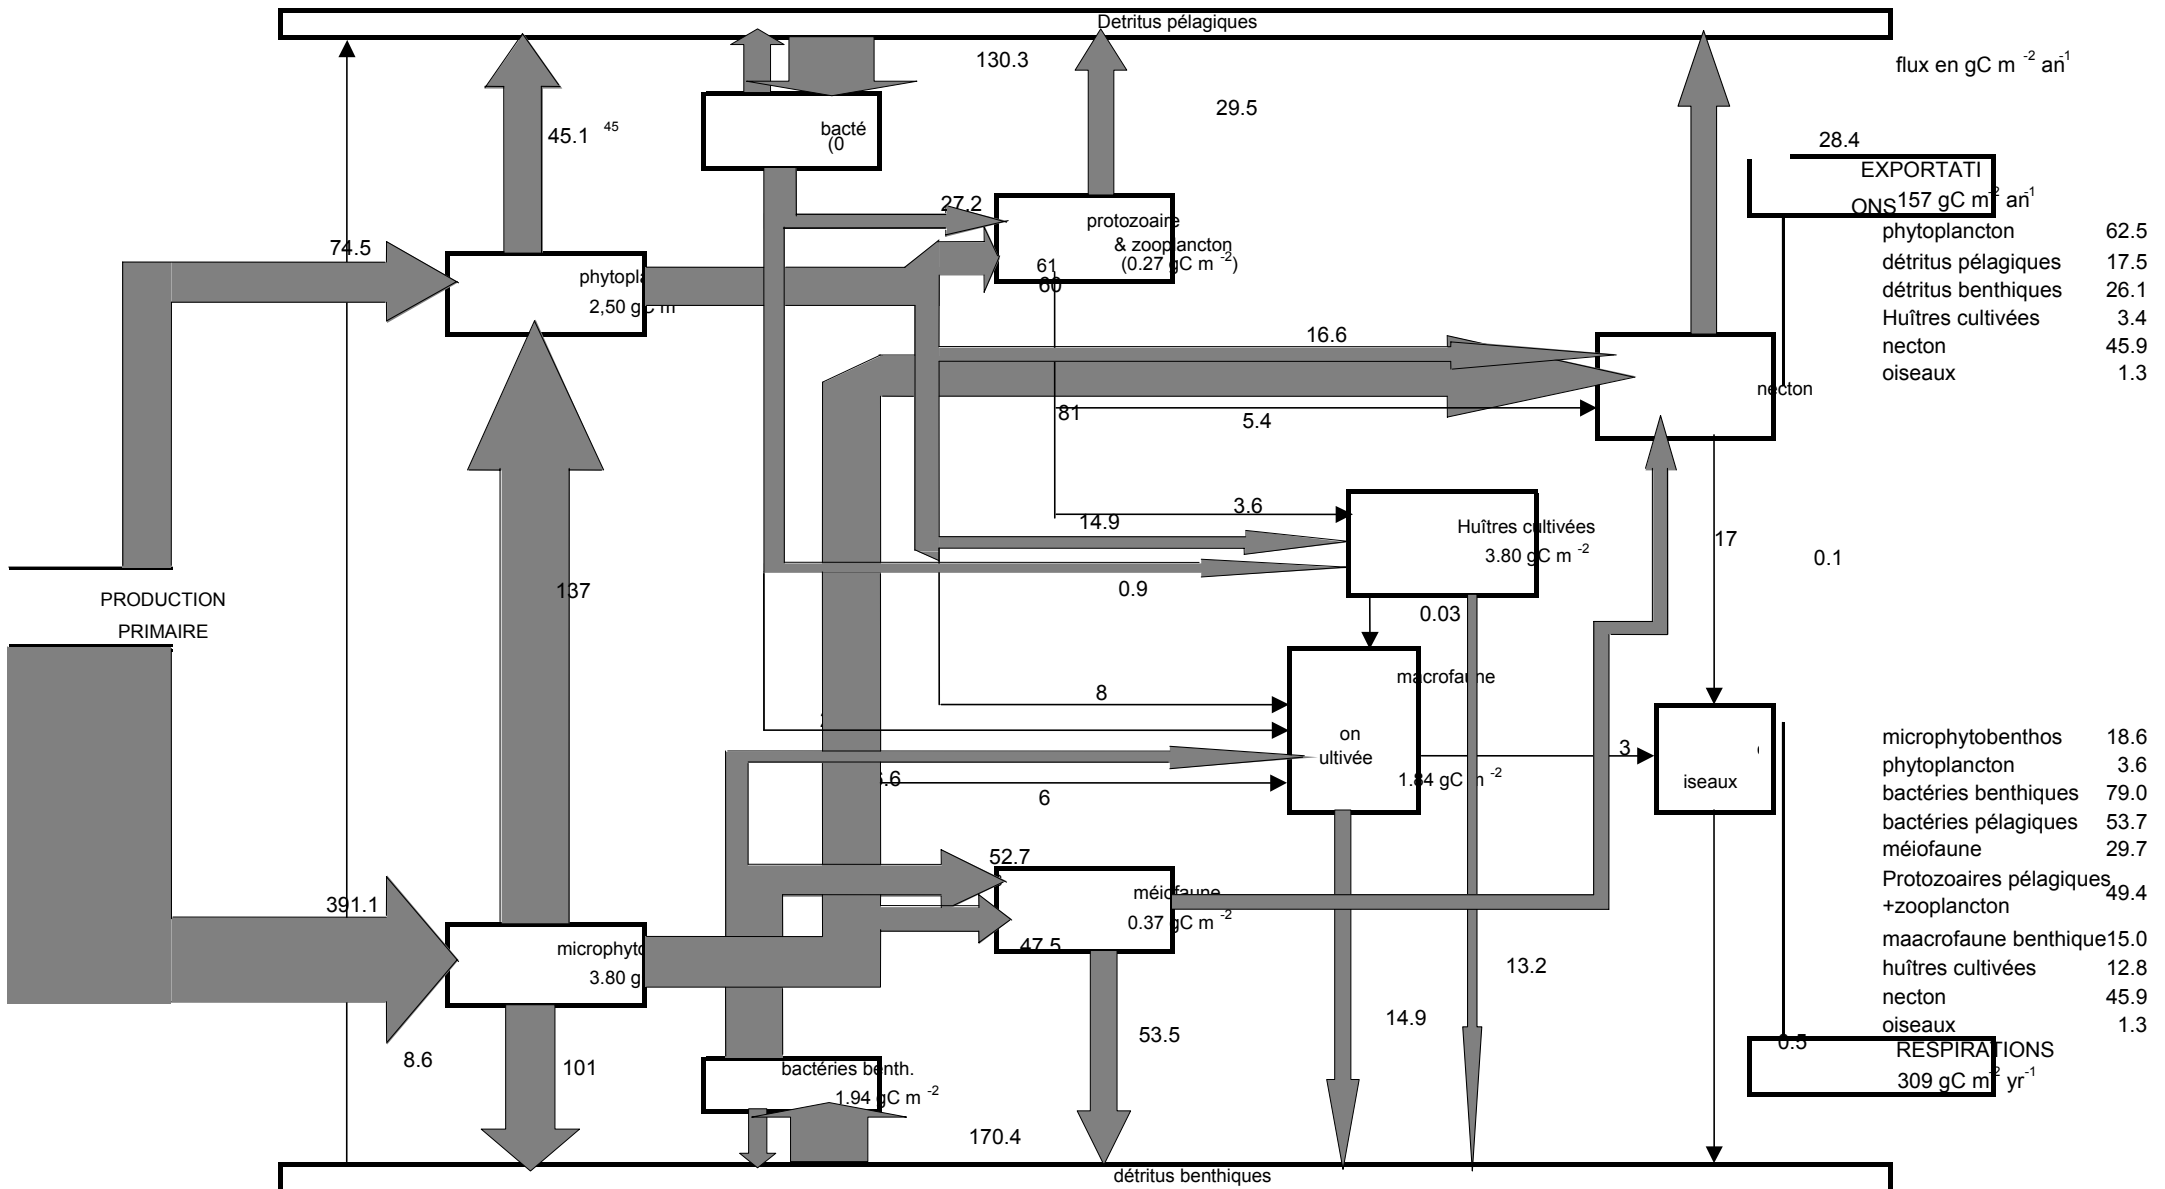 Detritus pélagiques
130.3
flux en gC m -2 an-1
29.5
45.1 45
bacté
(0
28.4
EXPORTATI
ONS
157 gC m-2 an-1
27.2
protozoaire
& zooplancton
(0.27 gC m -2)
61
60
74.5
phytopla
2,50 gC m
phytoplancton 62.5
détritus pélagiques 17.5
détritus benthiques 26.1
Huîtres cultivées 3.4
necton 45.9
oiseaux 1.3
16.6
necton
81
5.4
3.6
14.9
Huîtres cultivées
3.80 gC m -2
17
0.1
137
0.9
0.03
PRODUCTION
PRIMAIRE
macrofaune
8
on
ultivée
1.84 gC m -2
3
iseaux
.6
6
microphytobenthos 18.6
phytoplancton 3.6
bactéries benthiques 79.0
bactéries pélagiques 53.7
méiofaune 29.7
Protozoaires pélagiques
+zooplancton 49.4
maacrofaune benthique 15.0
huîtres cultivées 12.8
necton 45.9
oiseaux 1.3
52.7
méiofaune
0.37 gC m -2
47.5
391.1
microphyto
3.80 g
13.2
14.9
53.5
8.6
101
bactéries benth.
1.94 gC m -2
0.5
RESPIRATIONS
309 gC m-2 yr-1
170.4
détritus benthiques